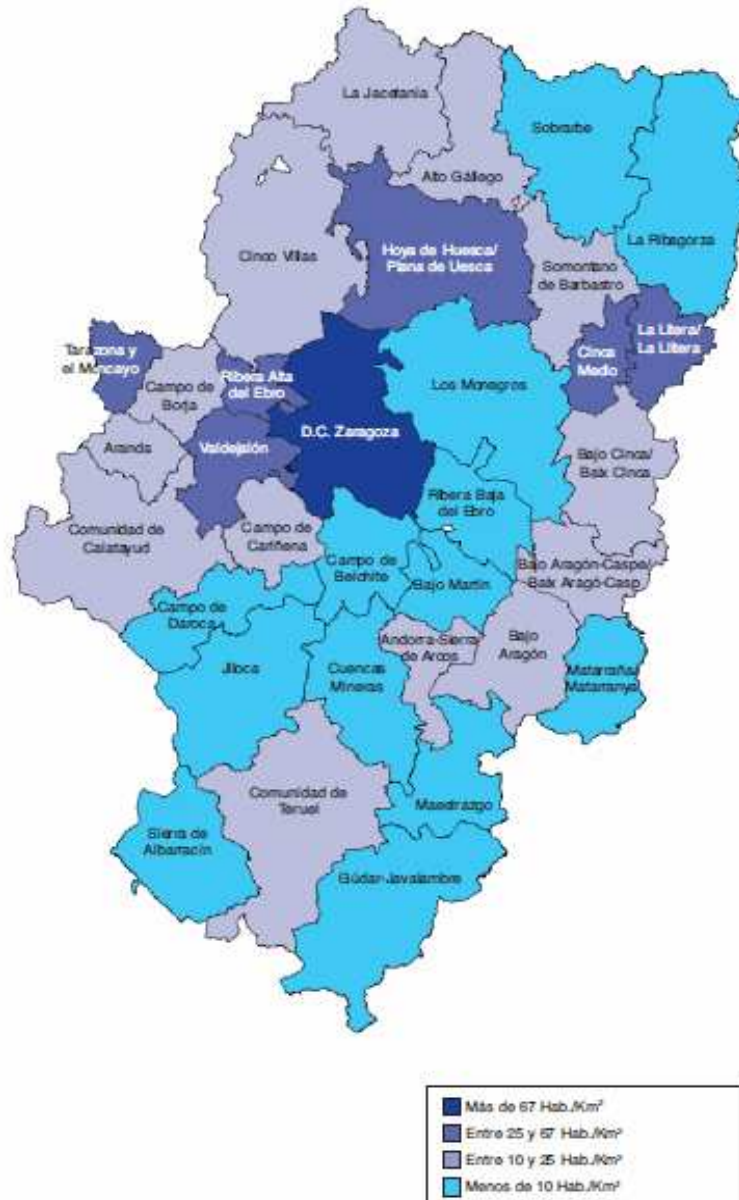 La Jacetania
Sobrarbe
Alto Gállego
La Ribagorza
Cinco Villas
Hoya de Huesca/
Plana de Uesca
Somontano
de Barbastro
Tarazona y
el Moncayo
Ribera Alta
del Ebro
Campo de
Borja
Los Monegros
Cinca
Medio
La Litera/
La Llitera
D.C. Zaragoza
Aranda
Valdejalón
Bajo Cinca/
Baix Cinca
Ribera Baja
del Ebro
Comunidad de
Calatayud
Campo de
Cariñena
Campo de
Belchite
Bajo Martín
Bajo Aragón-Caspe/
Baix Aragó-Casp
Campo de
Daroca
Jiloca
Cuencas
Mineras
Andorra-Sierra
de Arcos
Bajo
Aragón
Matarraña/
Matarranya
Comunidad de
Teruel
Maestrazgo
Sierra de
Albarracín
Gúdar-Javalambre
Más de 67 Hab./Km²
Entre 25 y 67 Hab./Km²
Entre 10 y 25 Hab./Km²
Menos de 10 Hab./Km²